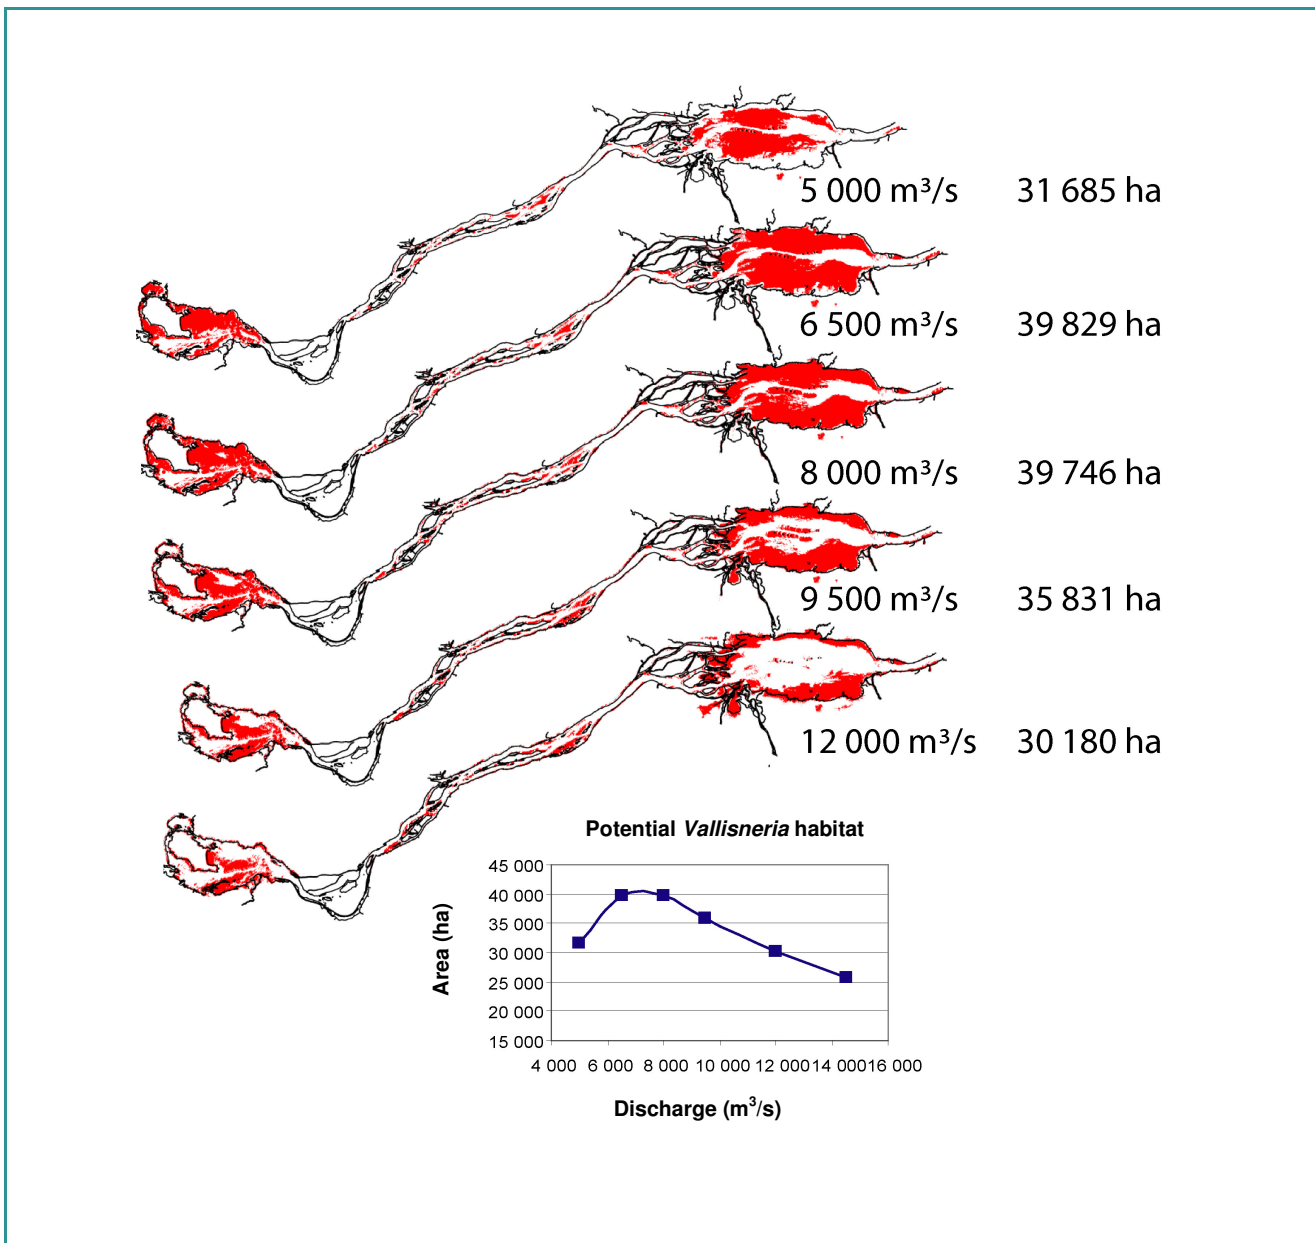 5 000 m³/s 31 685 ha
6 500 m³/s 39 829 ha
8 000 m³/s 39 746 ha
9 500 m³/s 35 831 ha
12 000 m³/s 30 180 ha
Potential Vallisneria habitat
45 000
40 000
35 000
30 000
25 000
20 000
15 000
Area (ha)
4 000 6 000 8 000 10 000 12 000 14 000 16 000
Discharge (m³/s)